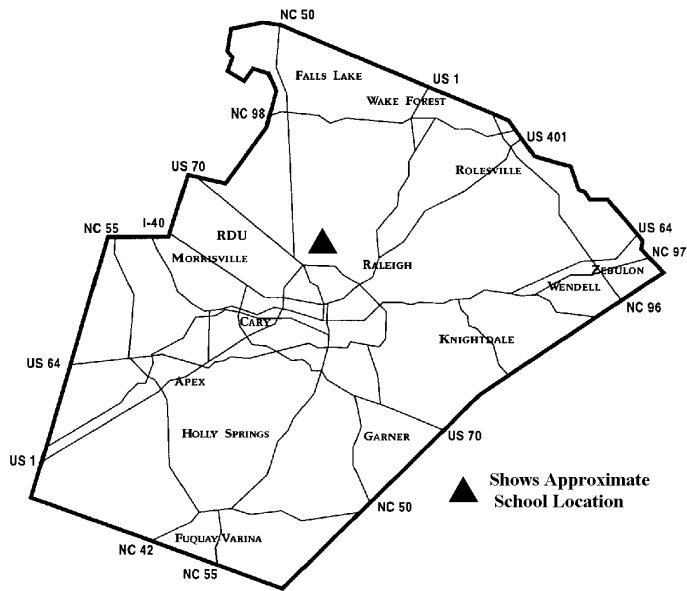 NC 50
FALLS LAKE
US 1
WAKE FOREST
NC 98
US 401
US 70
ROLESVILLE
I-40
NC 55
RDU
US 64
MORRISVILLE
RALEIGH
NC 97
ZEBULON
WENDELL
NC 96
CARY
KNIGHTDALE
US 64
APEX
HOLLY SPRINGS
GARNER
US 70
US 1
Shows Approximate
School Location
NC 50
FUQUAY VARINA
NC 42
NC 55